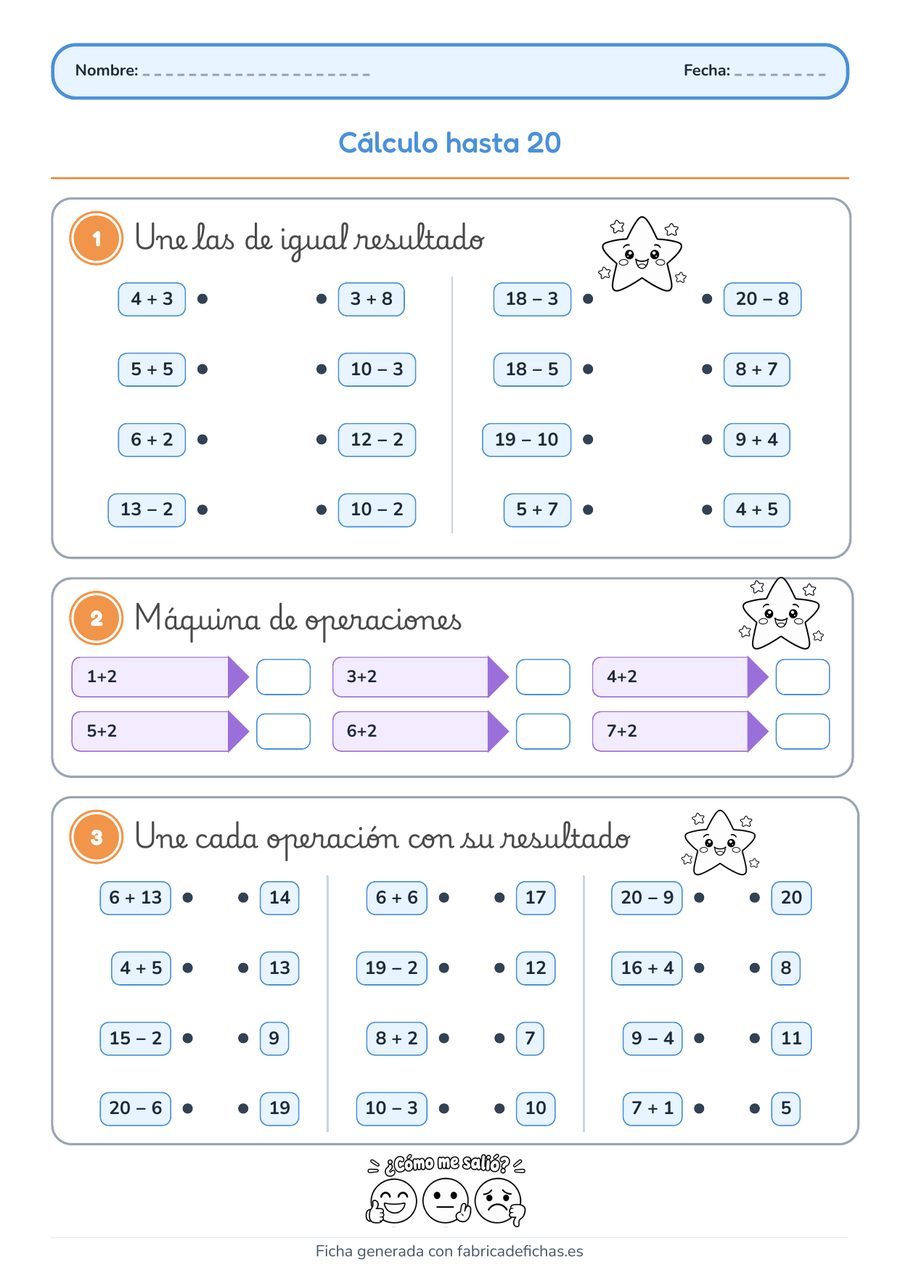 Nombre: Fecha:
Cálculo hasta 20
1 Une las de igual resultado
4 + 3 3 + 8 18 – 3 20 – 8
5 + 5 10 – 3 18 – 5 8 + 7
6 + 2 12 – 2 19 – 10 9 + 4
13 – 2 10 – 2 5 + 7 4 + 5
2 Máquina de operaciones
1+2 3+2 4+2
5+2 6+2 7+2
3 Une cada operación con su resultado
6 + 13 14 6 + 6 17 20 – 9 20
4 + 5 13 19 – 2 12 16 + 4 8
15 – 2 9 8 + 2 7 9 – 4 11
20 – 6 19 10 – 3 10 7 + 1 5
¿Cómo me salió?
Ficha generada con fabricadefichas.es